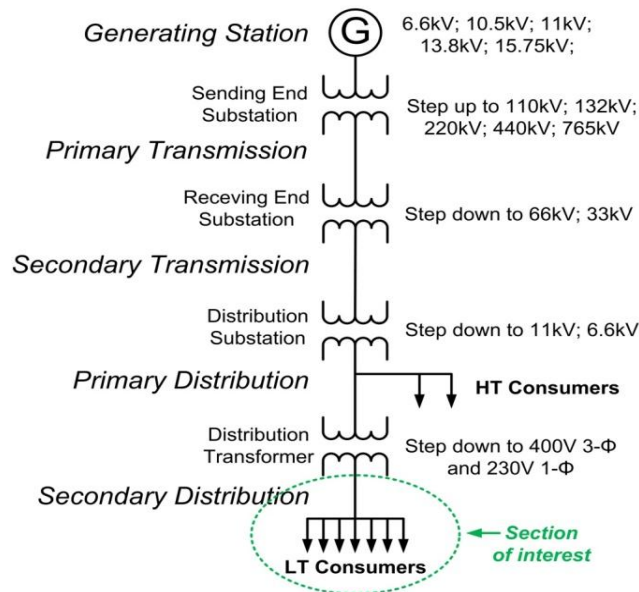 Generating Station
G
6.6kV; 10.5kV; 11kV;
13.8kV; 15.75kV;
Sending End
Substation
Step up to 110kV; 132kV;
220kV; 440kV; 765kV
Primary Transmission
Receving End
Substation
Step down to 66kV; 33kV
Secondary Transmission
Distribution
Substation
Step down to 11kV; 6.6kV
Primary Distribution
HT Consumers
Distribution
Transformer
Step down to 400V 3-Φ
and 230V 1-Φ
Secondary Distribution
Section
of interest
LT Consumers